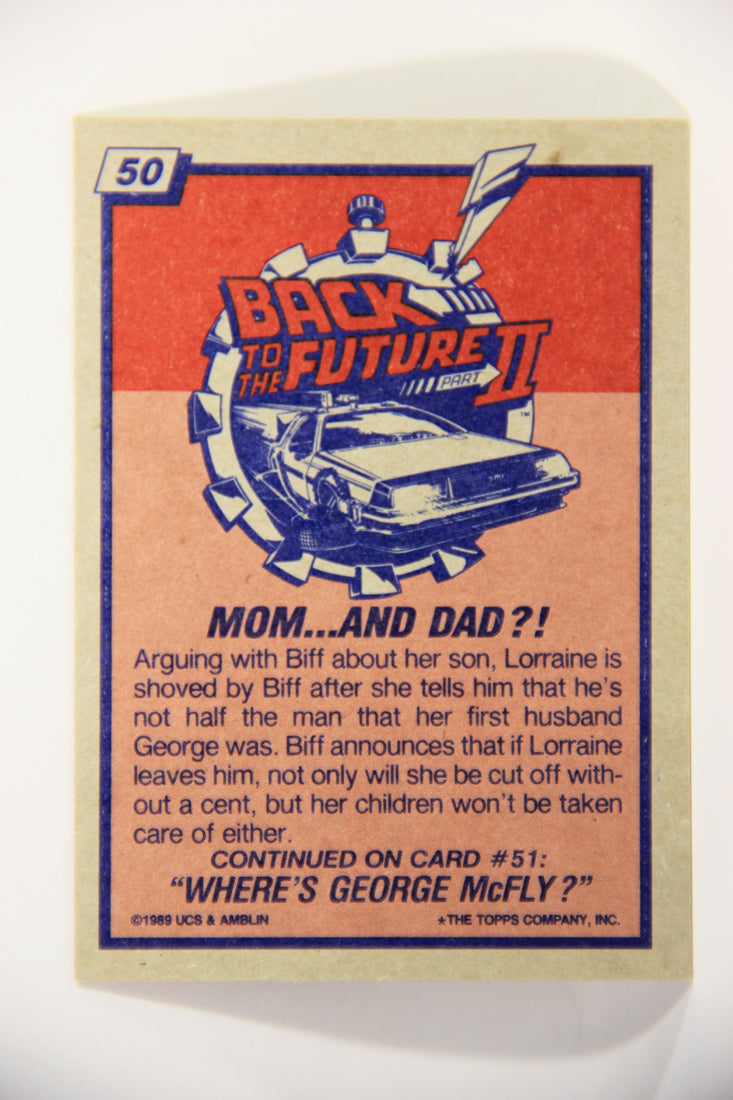 50
BACK
TO
THE FUTURE
PART II
™
MOM...AND DAD?!
Arguing with Biff about her son, Lorraine is
shoved by Biff after she tells him that he's
not half the man that her first husband
George was. Biff announces that if Lorraine
leaves him, not only will she be cut off with-
out a cent, but her children won't be taken
care of either.
CONTINUED ON CARD #51:
"WHERE'S GEORGE McFLY?"
©1989 UCS & AMBLIN
*THE TOPPS COMPANY, INC.